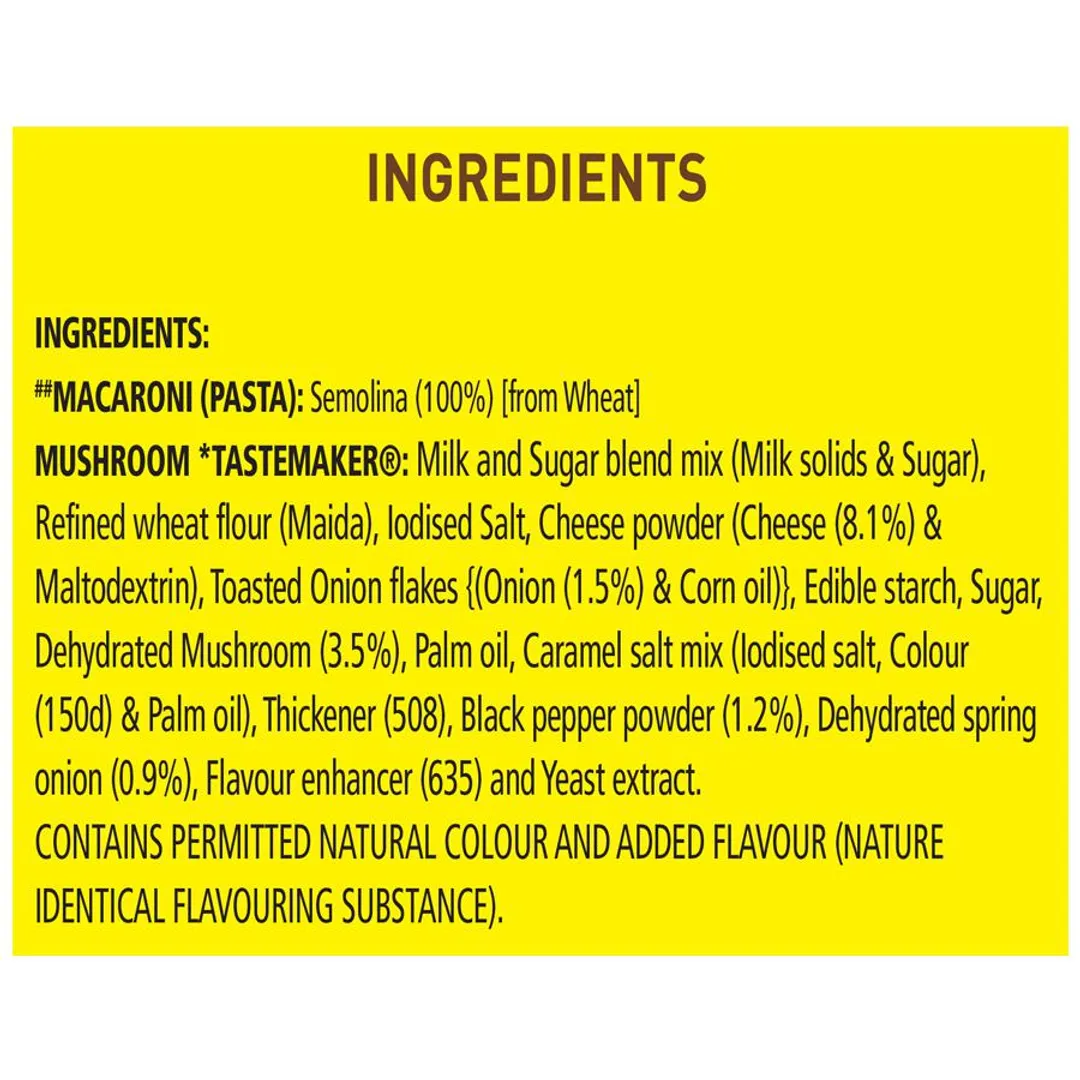 INGREDIENTS
INGREDIENTS:
##MACARONI (PASTA): Semolina (100%) [from Wheat]
MUSHROOM *TASTEMAKER®: Milk and Sugar blend mix (Milk solids & Sugar),
Refined wheat flour (Maida), Iodised Salt, Cheese powder (Cheese (8.1%) &
Maltodextrin), Toasted Onion flakes {(Onion (1.5%) & Corn oil)}, Edible starch, Sugar,
Dehydrated Mushroom (3.5%), Palm oil, Caramel salt mix (Iodised salt, Colour
(150d) & Palm oil), Thickener (508), Black pepper powder (1.2%), Dehydrated spring
onion (0.9%), Flavour enhancer (635) and Yeast extract.
CONTAINS PERMITTED NATURAL COLOUR AND ADDED FLAVOUR (NATURE
IDENTICAL FLAVOURING SUBSTANCE).